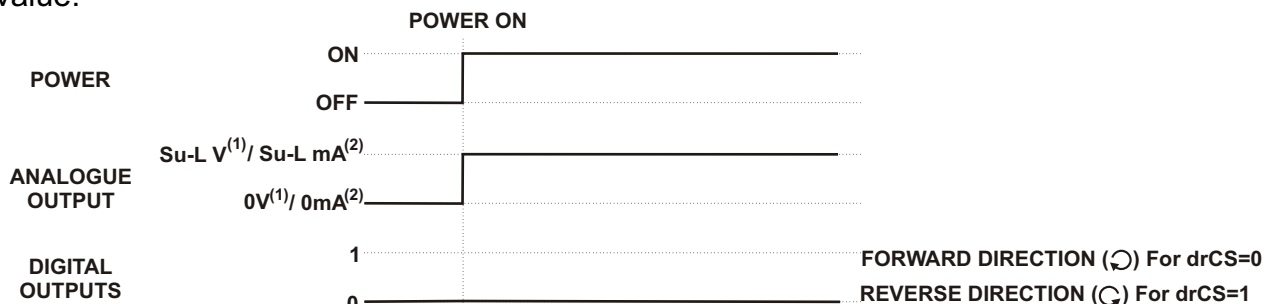 value.
POWER ON
POWER
ON
OFF
ANALOGUE
OUTPUT
Su-L V(1)/ Su-L mA(2)
0V(1)/ 0mA(2)
DIGITAL
OUTPUTS
1
FORWARD DIRECTION (↻) For drCS=0
0
REVERSE DIRECTION (↺) For drCS=1